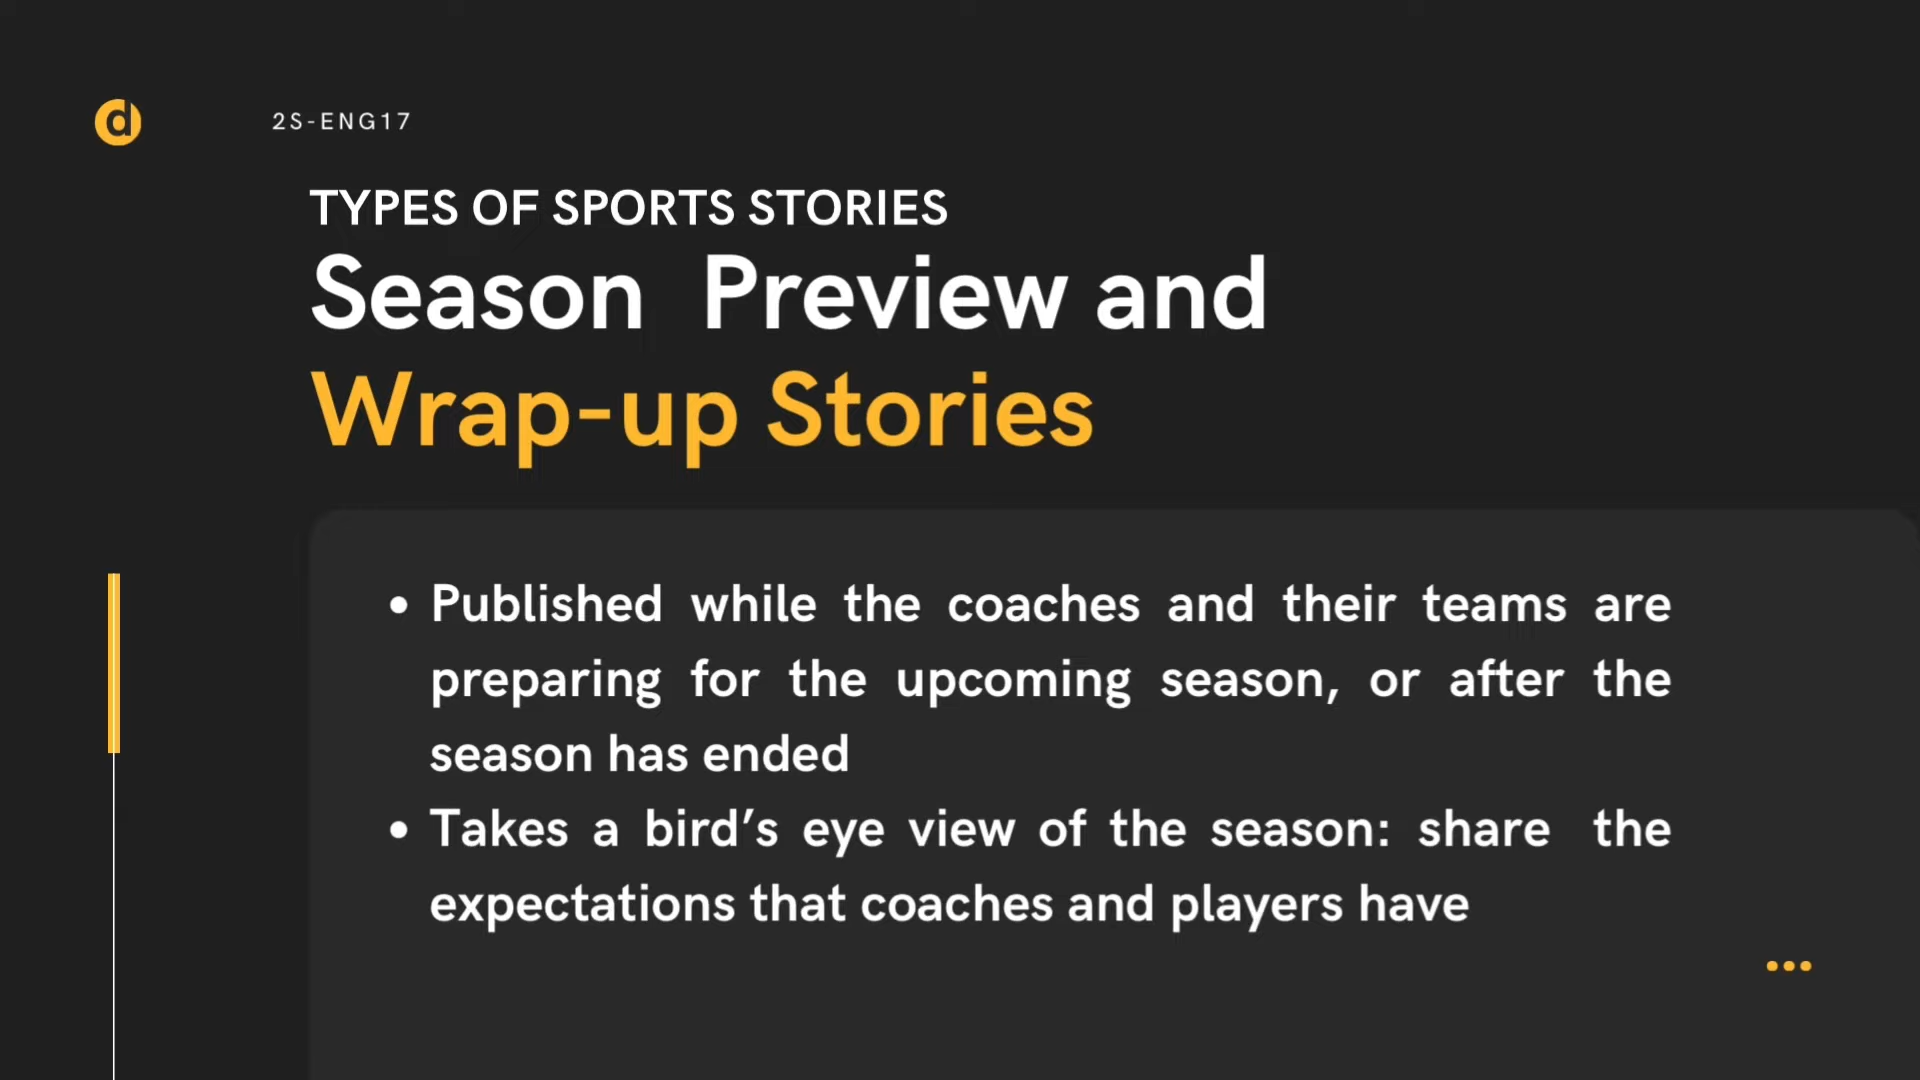 d
2S-ENG17
TYPES OF SPORTS STORIES
Season Preview and
Wrap-up Stories
• Published while the coaches and their teams are
preparing for the upcoming season, or after the
season has ended
• Takes a bird’s eye view of the season: share the
expectations that coaches and players have